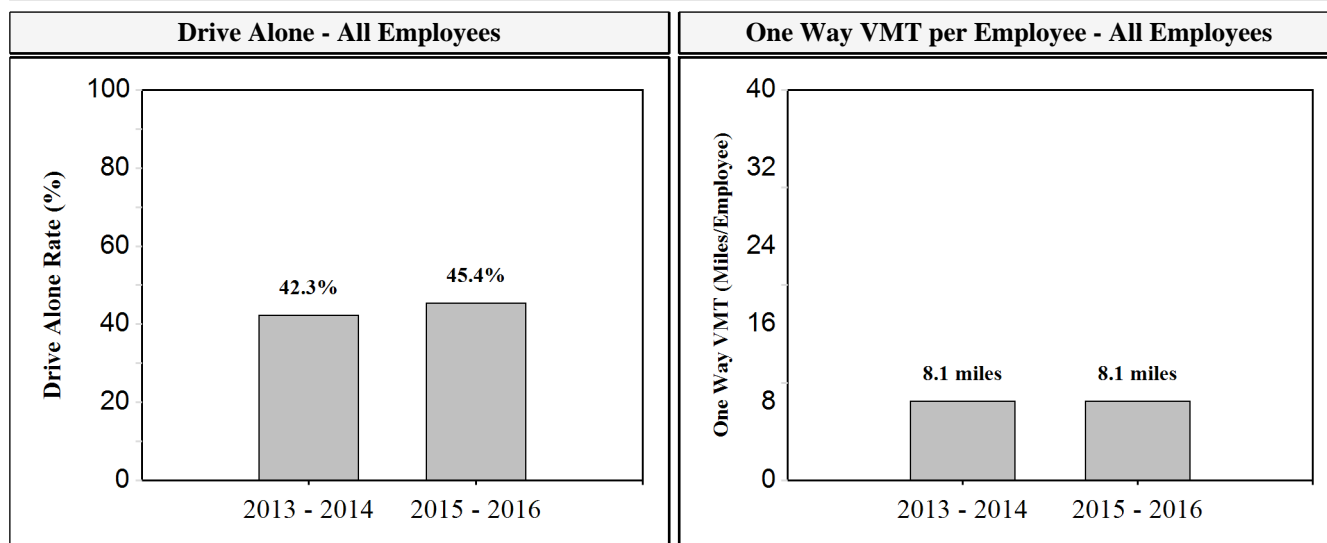 Drive Alone - All Employees
One Way VMT per Employee - All Employees
Drive Alone Rate (%)
100
80
60
40
20
0
42.3%
45.4%
2013 - 2014
2015 - 2016
One Way VMT (Miles/Employee)
40
32
24
16
8
0
8.1 miles
8.1 miles
2013 - 2014
2015 - 2016